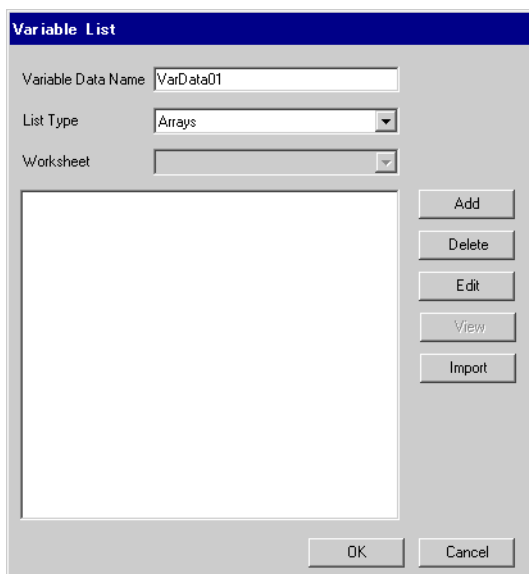 Variable List
Variable Data Name VarData01
List Type Arrays
Worksheet
Add
Delete
Edit
View
Import
OK Cancel